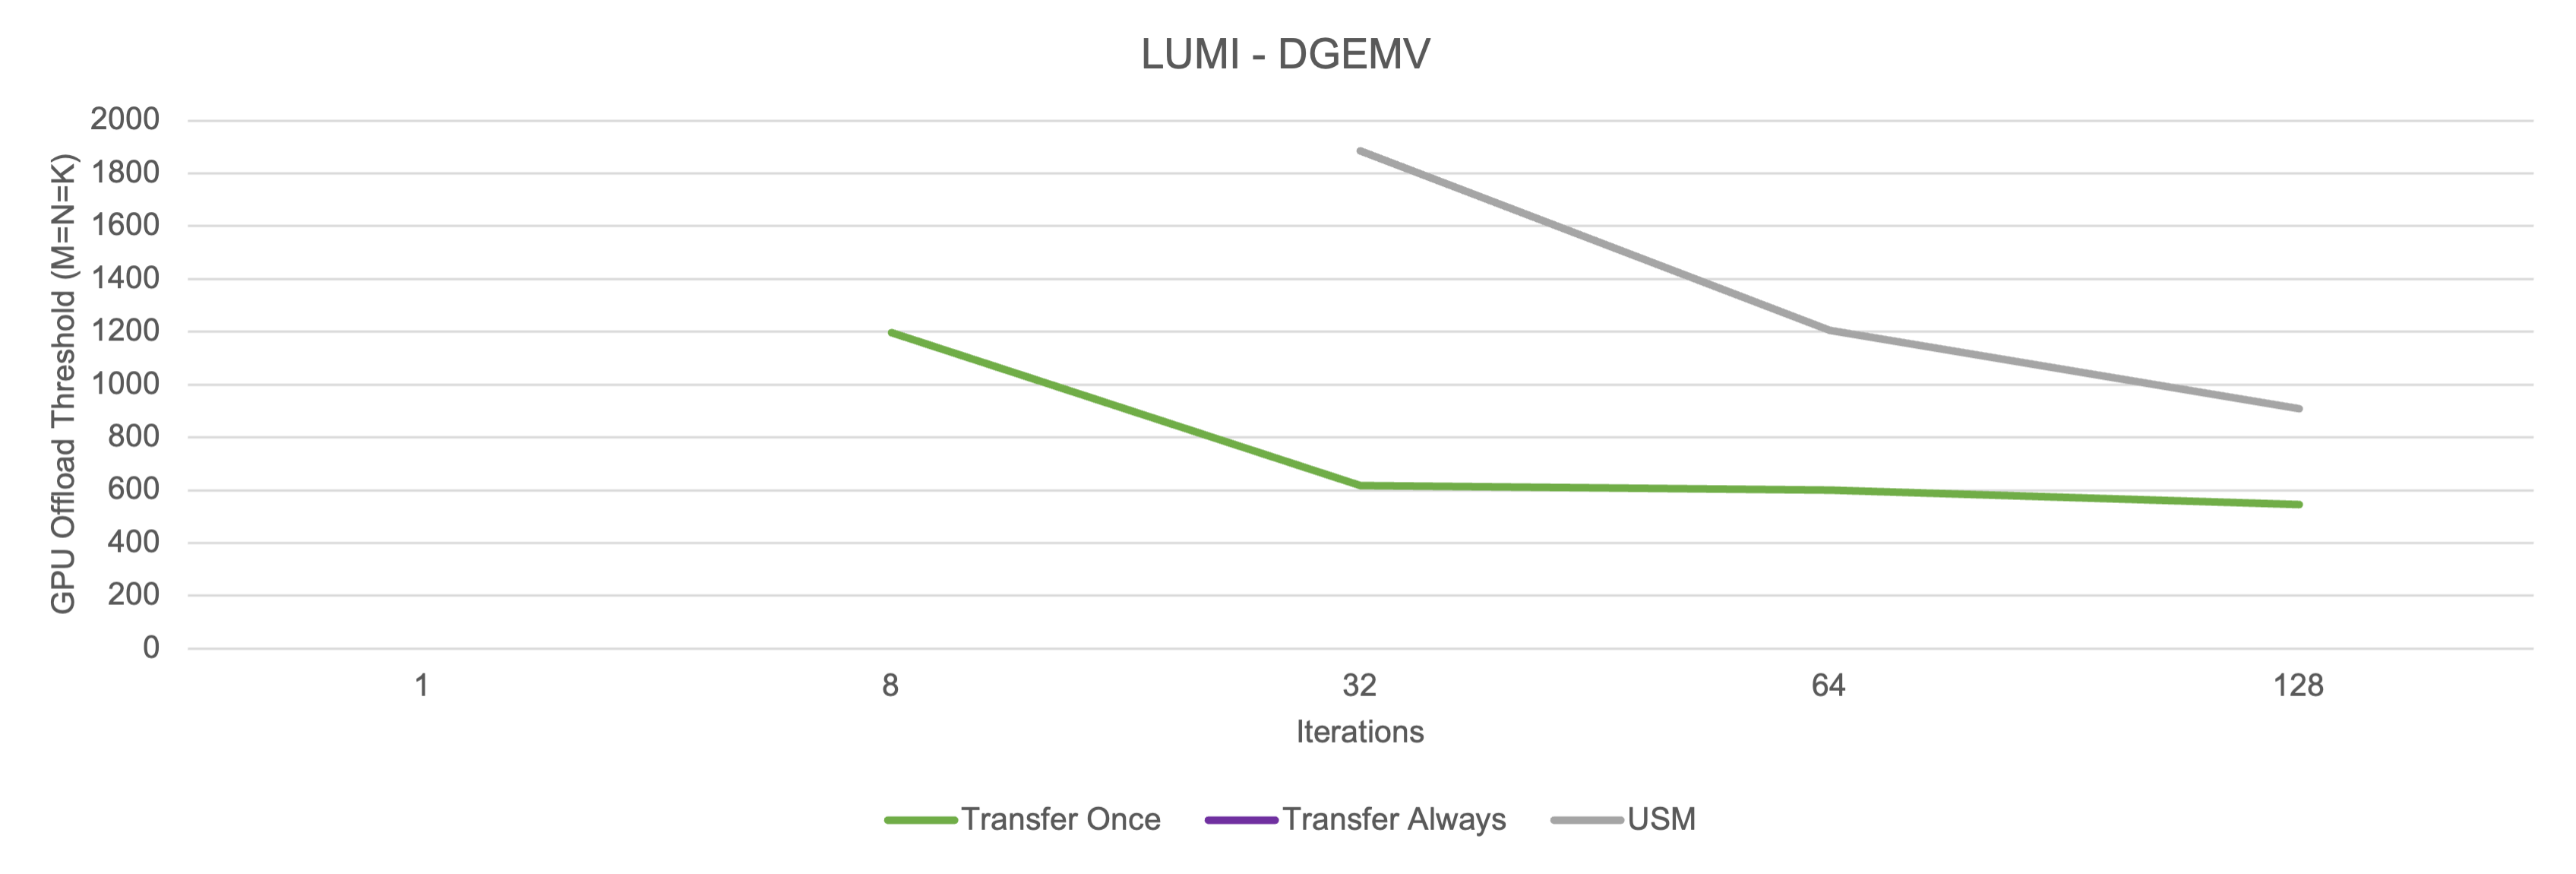 LUMI - DGEMV
GPU Offload Threshold (M=N=K)
2000
1800
1600
1400
1200
1000
800
600
400
200
0
1 8 32 64 128
Iterations
Transfer Once Transfer Always USM